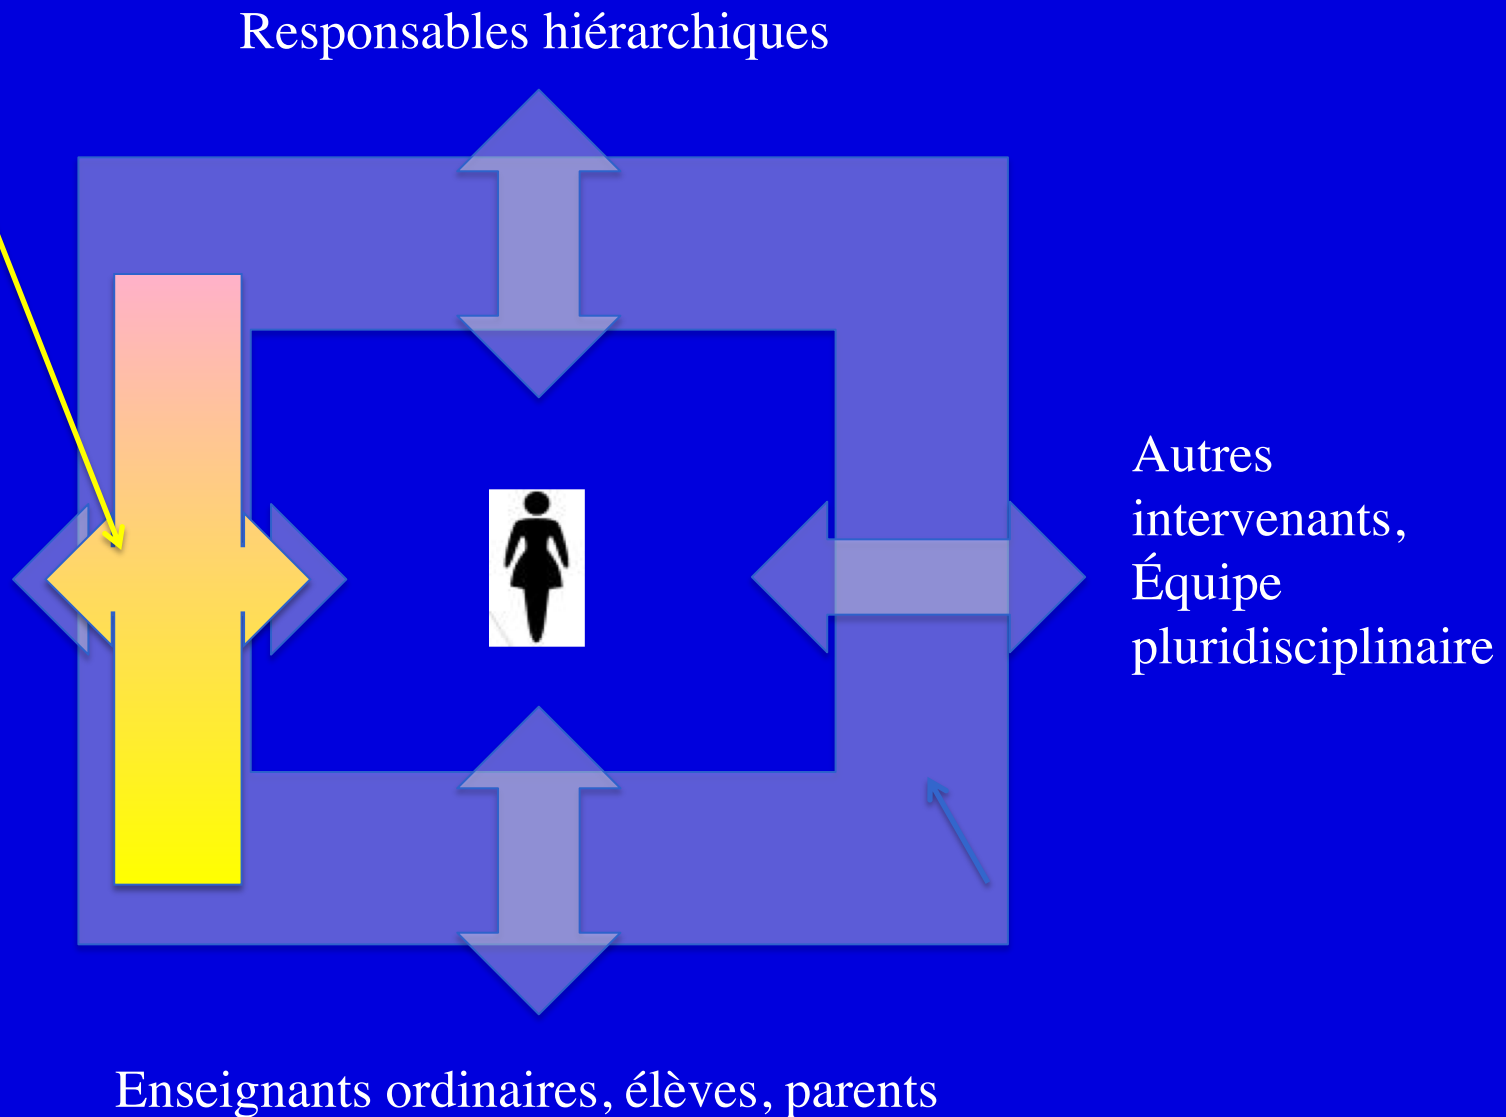 Responsables hiérarchiques
Autres
intervenants,
Équipe
pluridisciplinaire
Enseignants ordinaires, élèves, parents